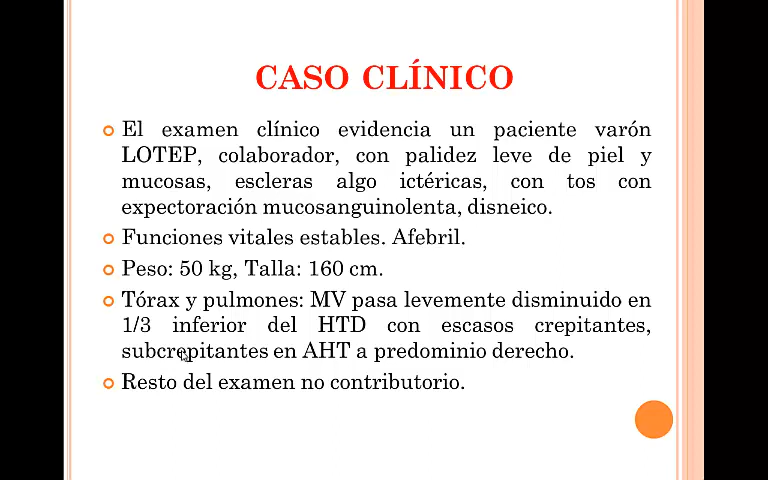 CASO CLÍNICO
El examen clínico evidencia un paciente varón
LOTEP, colaborador, con palidez leve de piel y
mucosas, escleras algo ictéricas, con tos con
expectoración mucosanguinolenta, disneico.
Funciones vitales estables. Afebril.
Peso: 50 kg, Talla: 160 cm.
Tórax y pulmones: MV pasa levemente disminuido en
1/3 inferior del HTD con escasos crepitantes,
subcrepitantes en AHT a predominio derecho.
Resto del examen no contributorio.